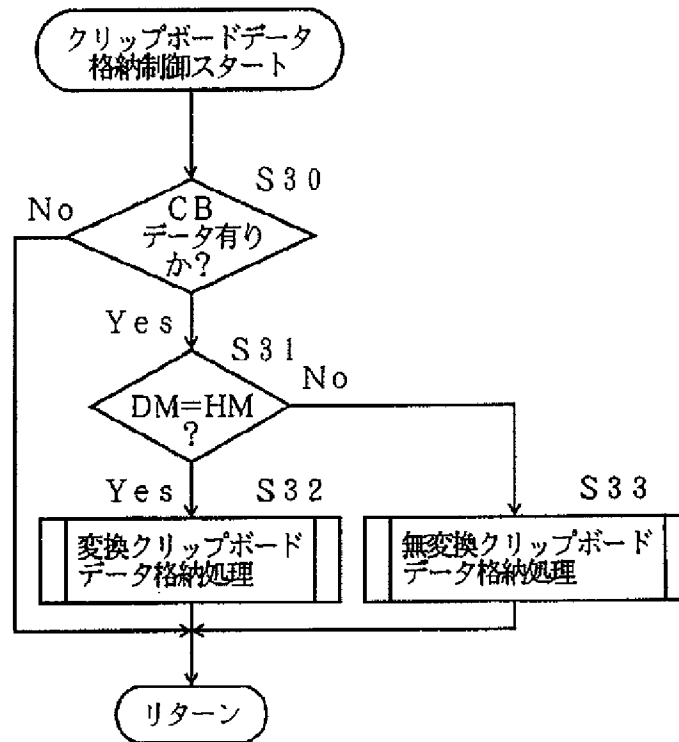 クリップボードデータ
格納制御スタート
S30
No
CB
データ有り
か?
Yes
S31
No
DM=HM
?
Yes
S32
S33
変換クリップボード
データ格納処理
無変換クリップボード
データ格納処理
リターン